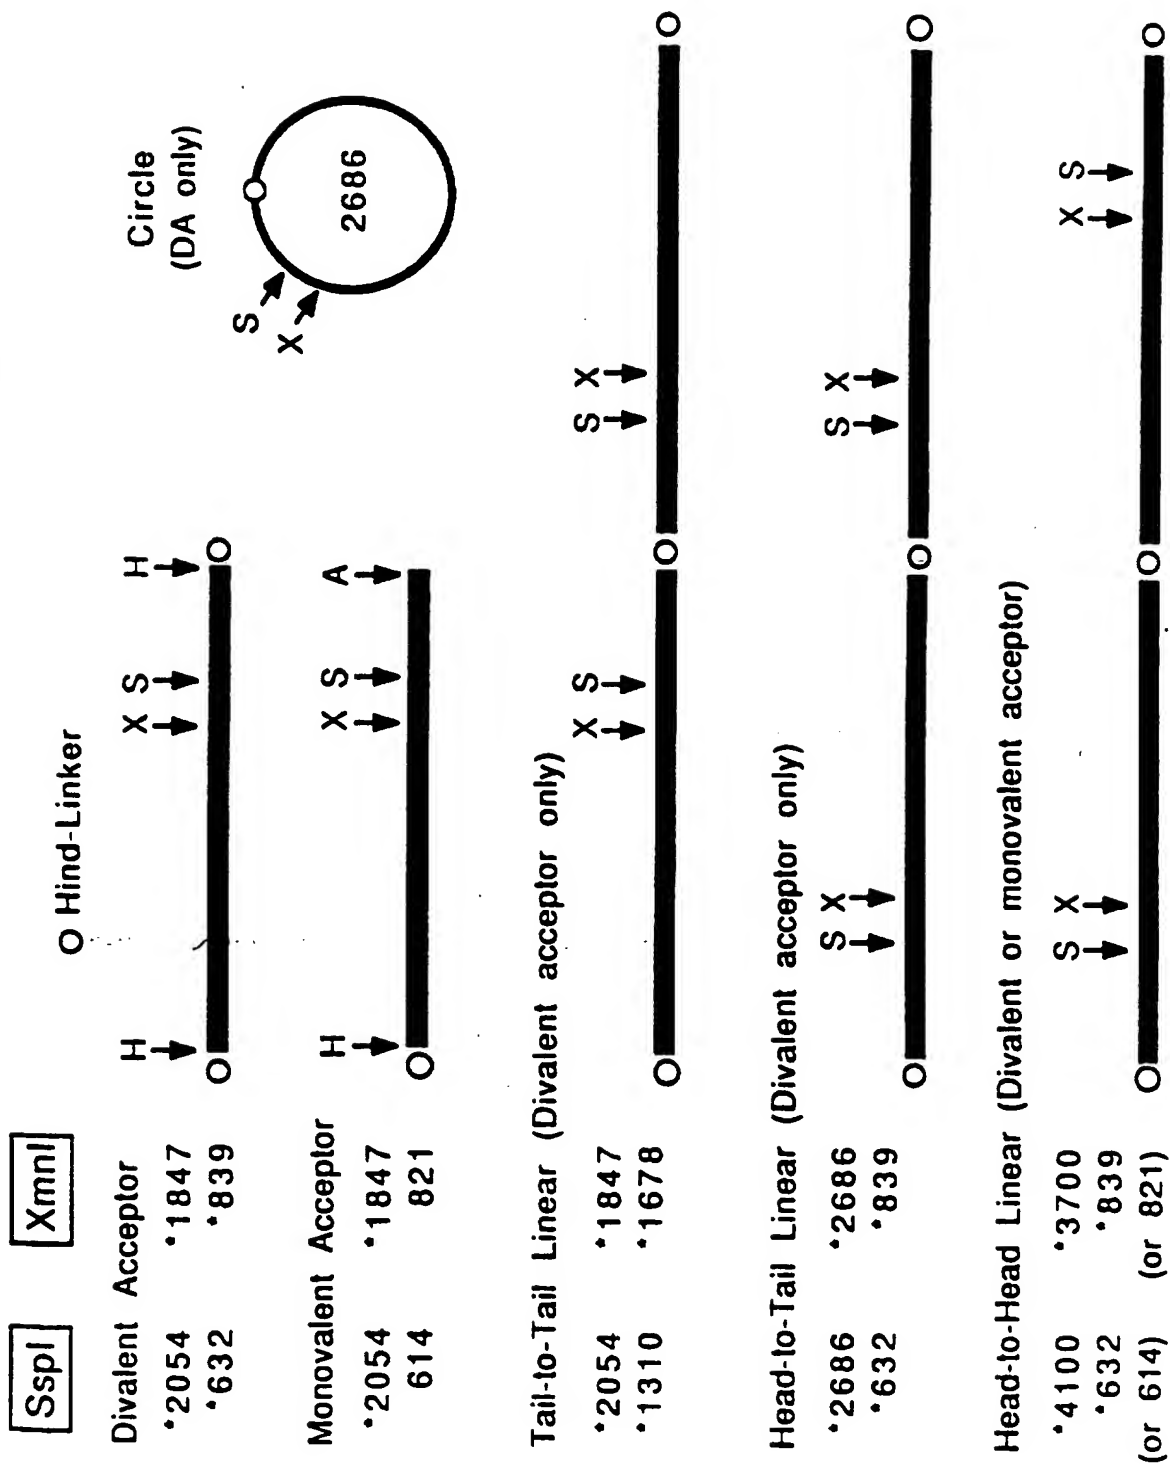 SspI XmnI
O Hind-Linker
Circle
(DA only)
S
X
2686
Divalent Acceptor
*2054 *1847
*632 *839
H X S H
Monovalent Acceptor
*2054 *1847
614 821
H X S A
Tail-to-Tail Linear (Divalent acceptor only)
*2054 *1847
*1310 *1678
X S S X
Head-to-Tail Linear (Divalent acceptor only)
*2686 *2686
*632 *839
S X S X
Head-to-Head Linear (Divalent or monovalent acceptor)
*4100 *3700
*632 *839
(or 614) (or 821)
S X X S